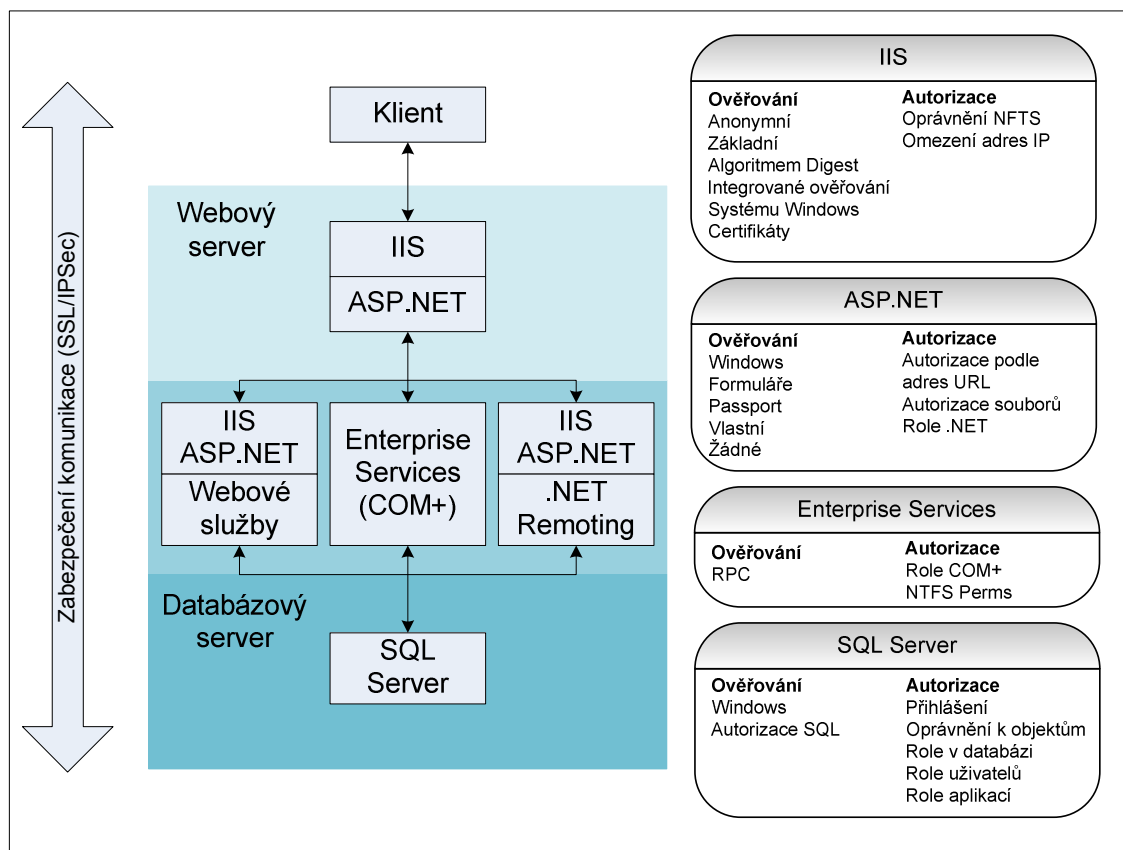 Zabezpečení komunikace (SSL/IPSec)
Klient
Webový
server
IIS
ASP.NET
IIS
ASP.NET
Webové
služby
Enterprise
Services
(COM+)
IIS
ASP.NET
.NET
Remoting
Databázový
server
SQL
Server
IIS
Ověřování
Anonymní
Základní
Algoritmem Digest
Integrované ověřování
Systému Windows
Certifikáty
Autorizace
Oprávnění NFTS
Omezení adres IP
ASP.NET
Ověřování
Windows
Formuláře
Passport
Vlastní
Žádné
Autorizace
Autorizace podle
adres URL
Autorizace souborů
Role .NET
Enterprise Services
Ověřování
RPC
Autorizace
Role COM+
NTFS Perms
SQL Server
Ověřování
Windows
Autorizace SQL
Autorizace
Přihlášení
Oprávnění k objektům
Role v databázi
Role uživatelů
Role aplikací